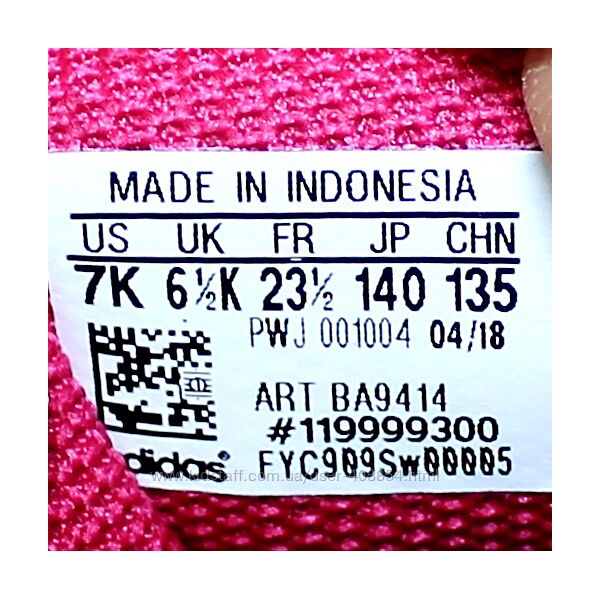 MADE IN INDONESIA
US UK FR JP CHN
7K 6½K 23½ 140 135
PWJ 001004 04/18
ART BA9414
#119999300
adidas® FYC909Sw00005